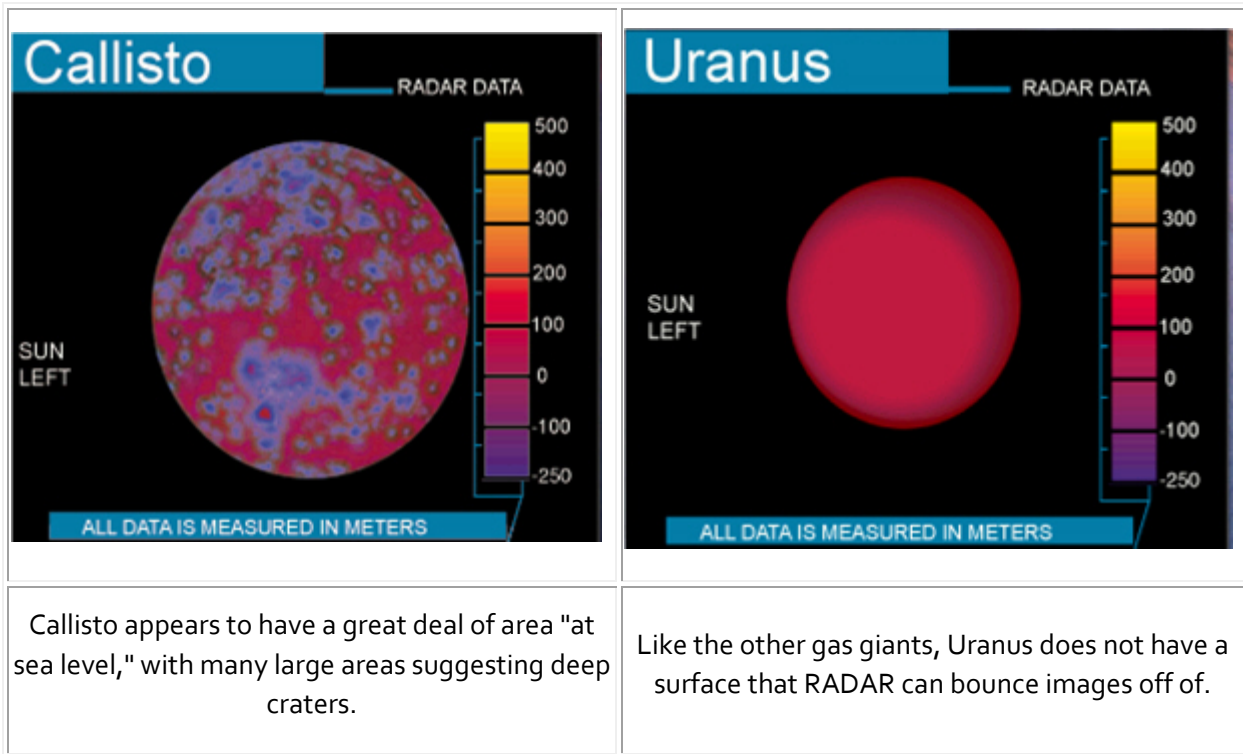 Callisto
RADAR DATA
500
400
300
200
100
0
-100
-250
SUN
LEFT
ALL DATA IS MEASURED IN METERS
Uranus
RADAR DATA
500
400
300
200
100
0
-100
-250
SUN
LEFT
ALL DATA IS MEASURED IN METERS
Callisto appears to have a great deal of area "at
sea level," with many large areas suggesting deep
craters.
Like the other gas giants, Uranus does not have a
surface that RADAR can bounce images off of.